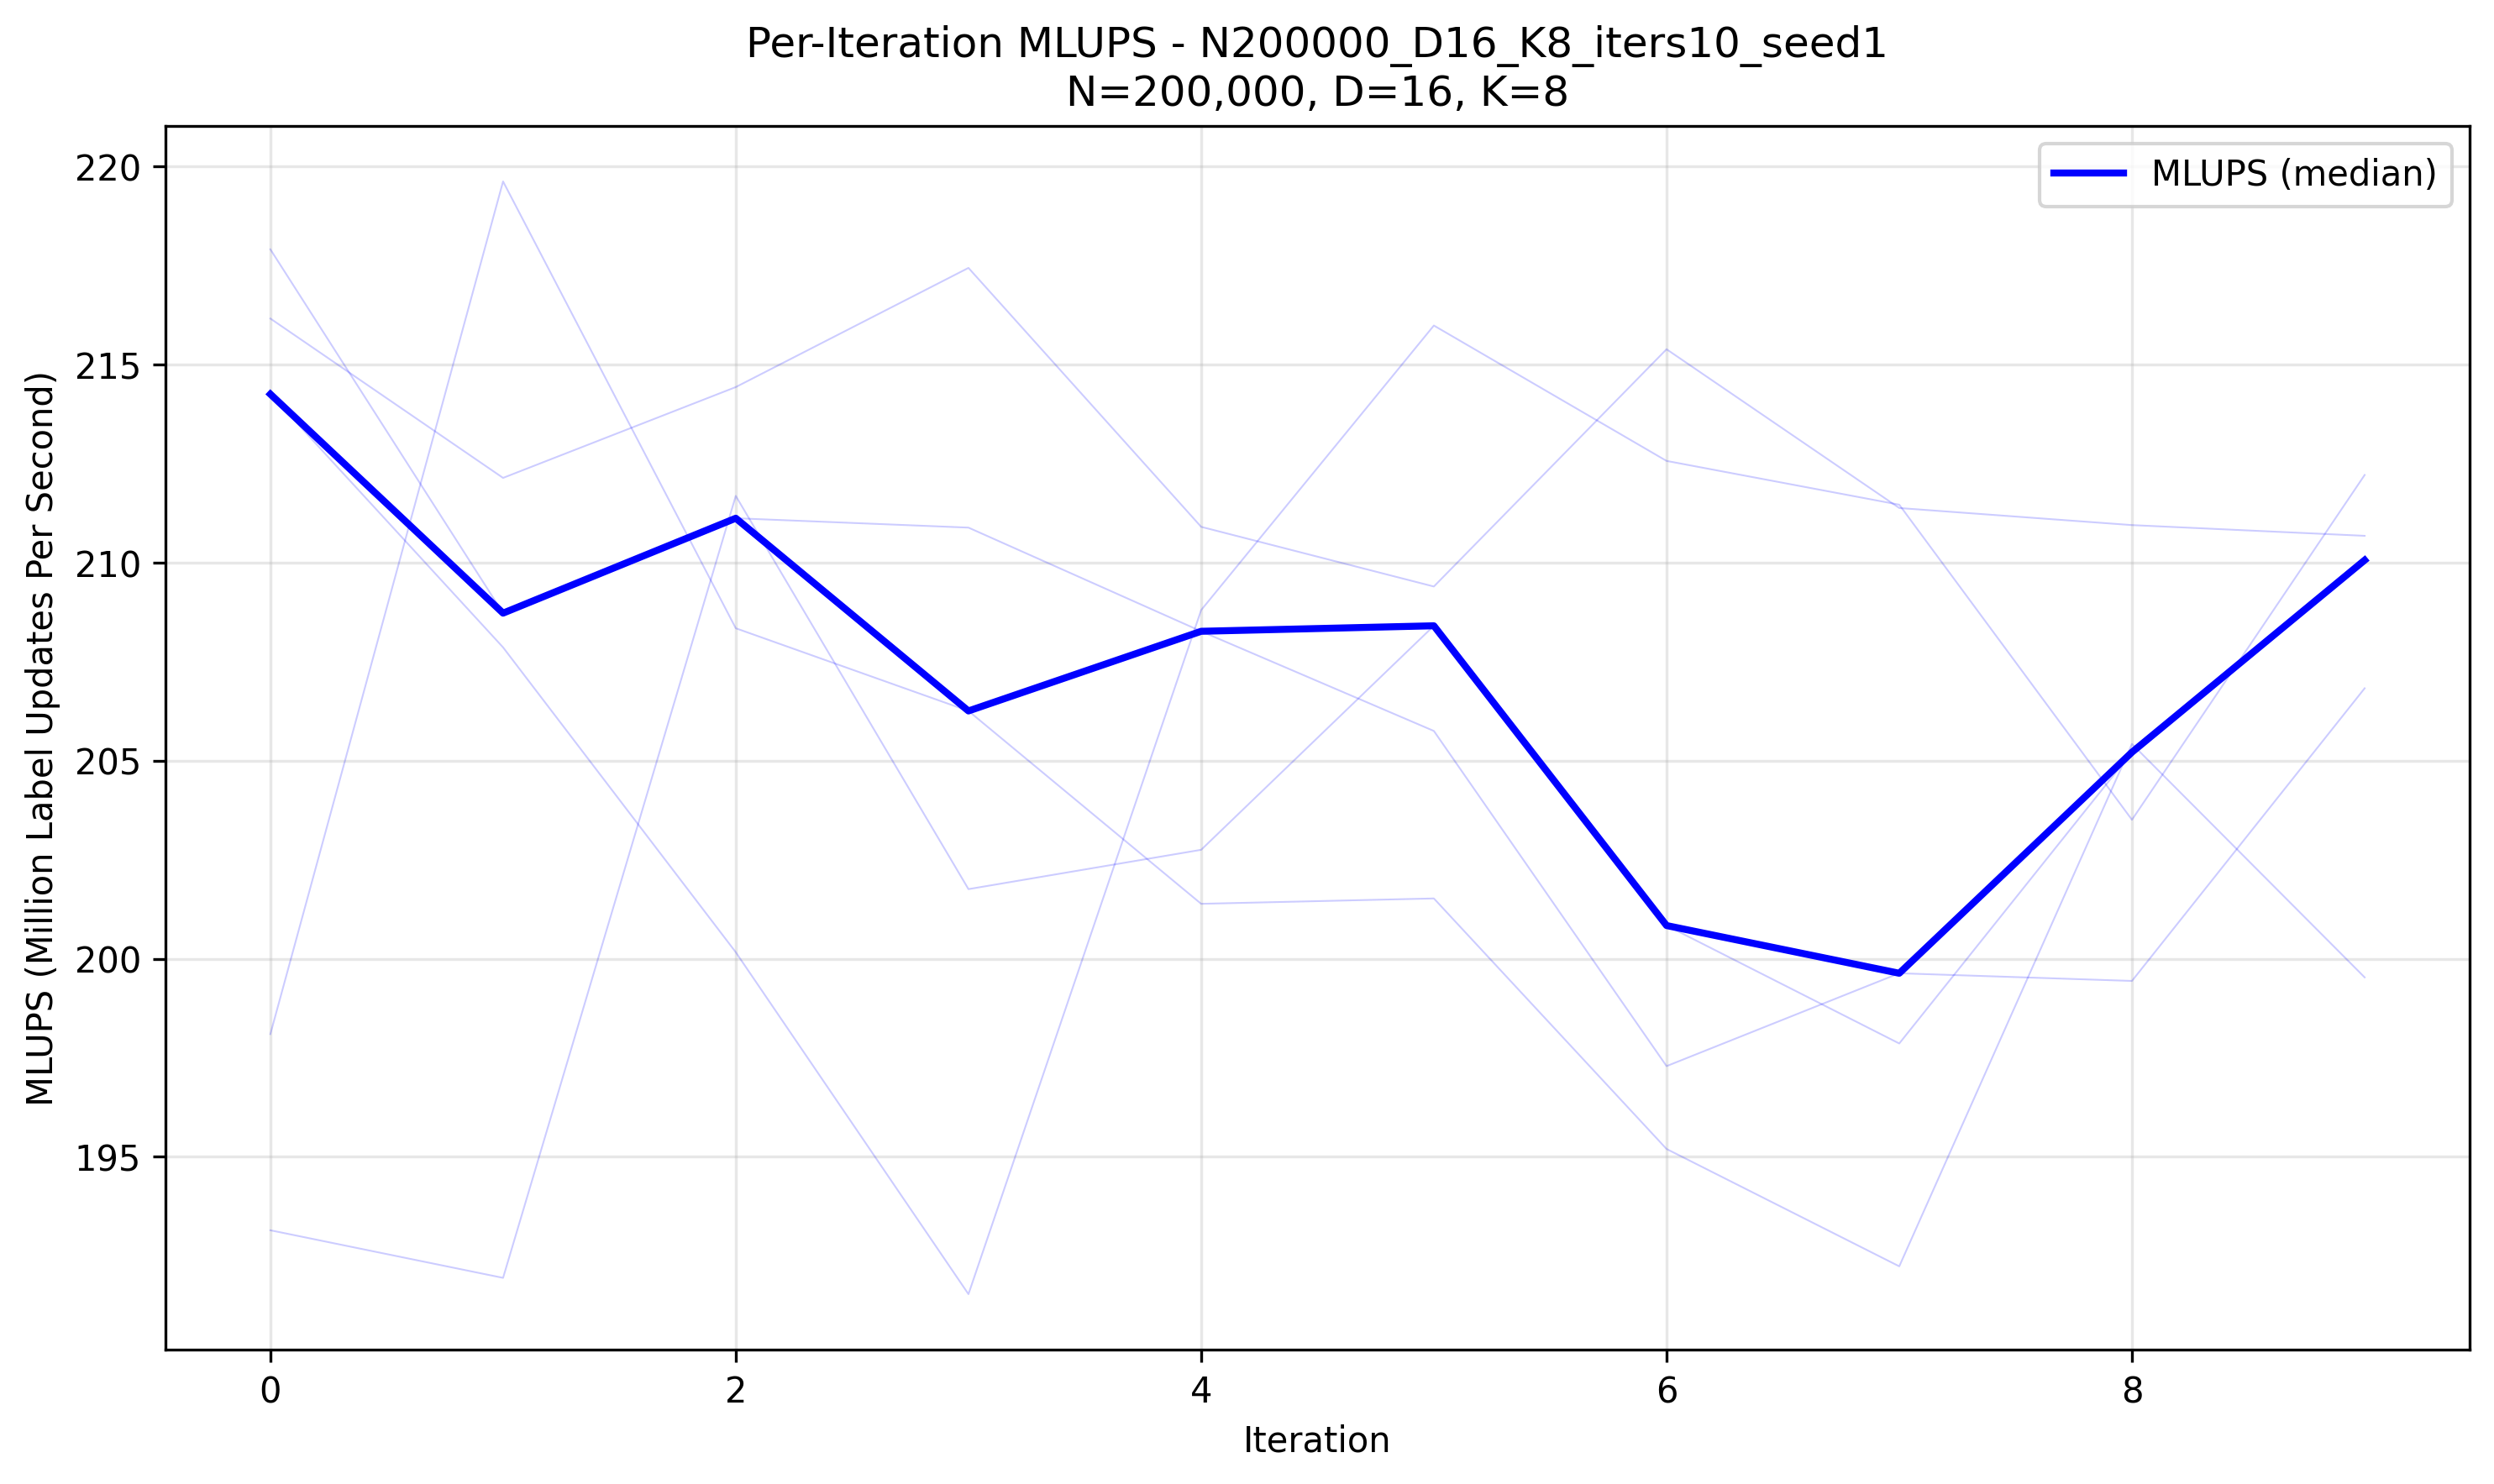 Per-Iteration MLUPS - N200000_D16_K8_iters10_seed1
N=200,000, D=16, K=8
MLUPS (median)
MLUPS (Million Label Updates Per Second)
220
215
210
205
200
195
0 2 4 6 8
Iteration